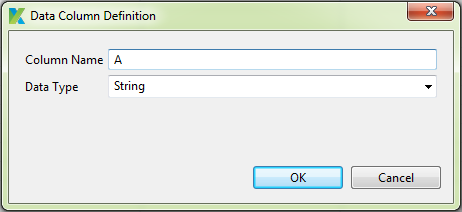 Data Column Definition
Column Name A
Data Type String
OK Cancel